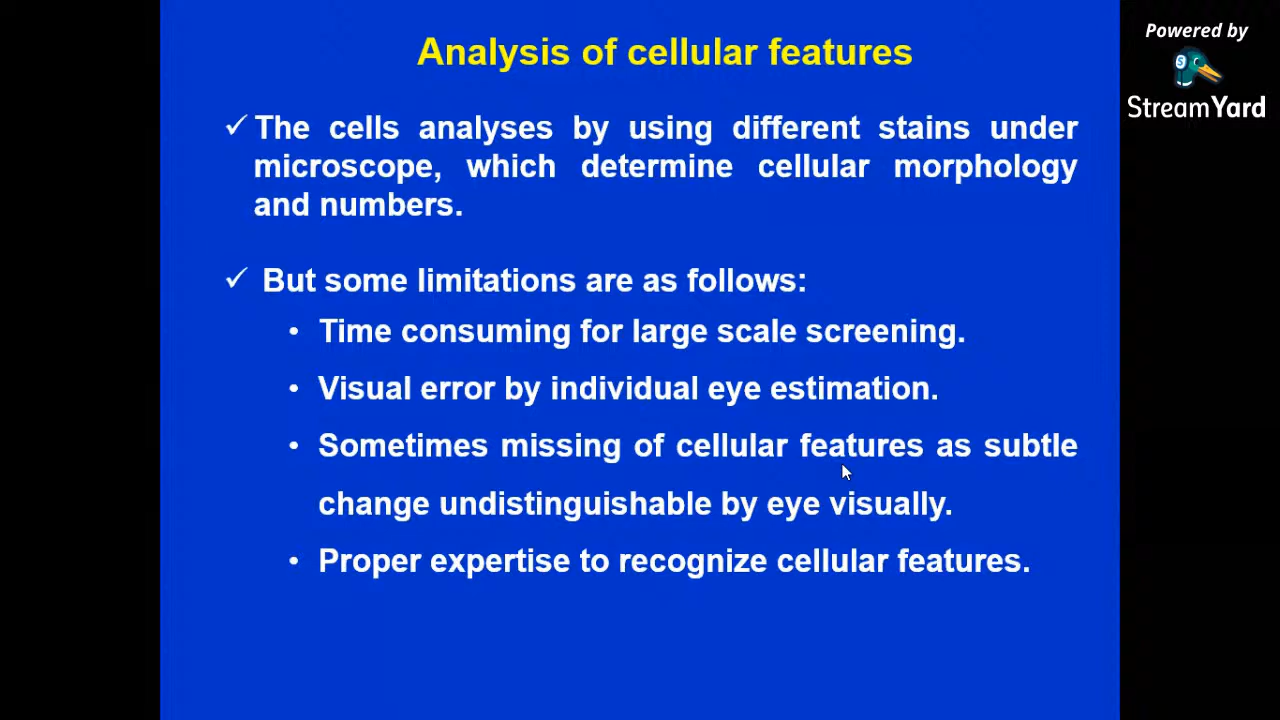 Analysis of cellular features
Powered by
StreamYard
✓ The cells analyses by using different stains under
microscope, which determine cellular morphology
and numbers.
✓ But some limitations are as follows:
• Time consuming for large scale screening.
• Visual error by individual eye estimation.
• Sometimes missing of cellular features as subtle
change undistinguishable by eye visually.
• Proper expertise to recognize cellular features.